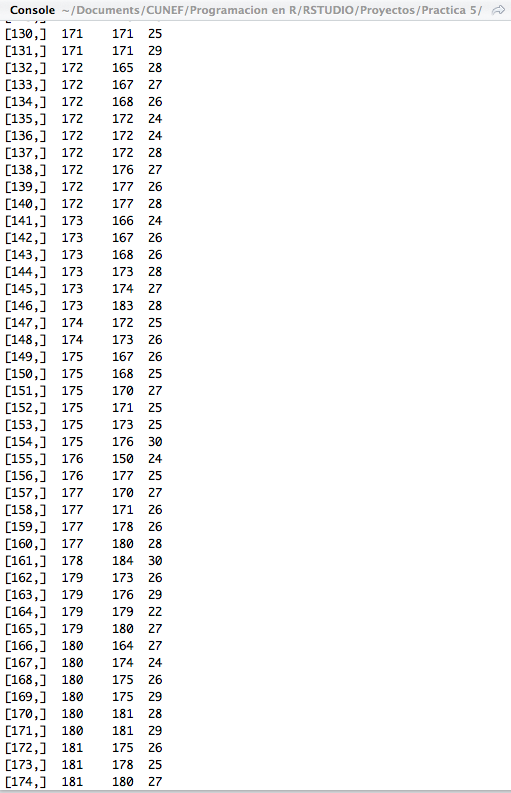 Console ~/Documents/CUNEF/Programacion en R/RSTUDIO/Proyectos/Practica 5/
[130,] 171 171 25
[131,] 171 171 29
[132,] 172 165 28
[133,] 172 167 27
[134,] 172 168 26
[135,] 172 172 24
[136,] 172 172 24
[137,] 172 172 28
[138,] 172 176 27
[139,] 172 177 26
[140,] 172 177 28
[141,] 173 166 24
[142,] 173 167 26
[143,] 173 168 26
[144,] 173 173 28
[145,] 173 174 27
[146,] 173 183 28
[147,] 174 172 25
[148,] 174 173 26
[149,] 175 167 26
[150,] 175 168 25
[151,] 175 170 27
[152,] 175 171 25
[153,] 175 173 25
[154,] 175 176 30
[155,] 176 150 24
[156,] 176 177 25
[157,] 177 170 27
[158,] 177 171 26
[159,] 177 178 26
[160,] 177 180 28
[161,] 178 184 30
[162,] 179 173 26
[163,] 179 176 29
[164,] 179 179 22
[165,] 179 180 27
[166,] 180 164 27
[167,] 180 174 24
[168,] 180 175 26
[169,] 180 175 29
[170,] 180 181 28
[171,] 180 181 29
[172,] 181 175 26
[173,] 181 178 25
[174,] 181 180 27